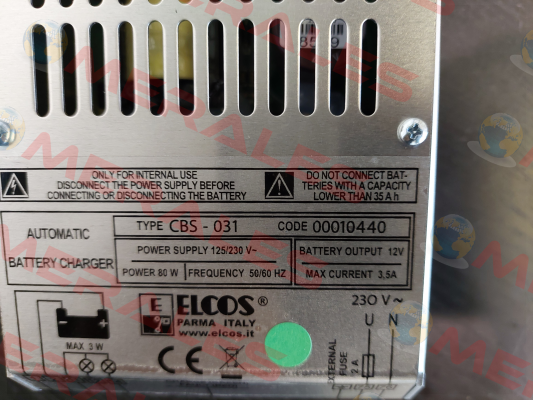 ONLY FOR INTERNAL USE
DISCONNECT THE POWER SUPPLY BEFORE
CONNECTING OR DISCONNECTING THE BATTERY
DO NOT CONNECT BAT-
TERIES WITH A CAPACITY
LOWER THAN 35 A h
AUTOMATIC
BATTERY CHARGER
TYPE CBS - 031
CODE 00010440
POWER SUPPLY 125/230 V~
BATTERY OUTPUT 12V
POWER 80 W
FREQUENCY 50/60 HZ
MAX CURRENT 3,5A
MAX 3 W
E ELCOS®
PARMA ITALY
www.elcos.it
CE
230 V~
U N
EXTERNAL
FUSE
2 A
MERALES